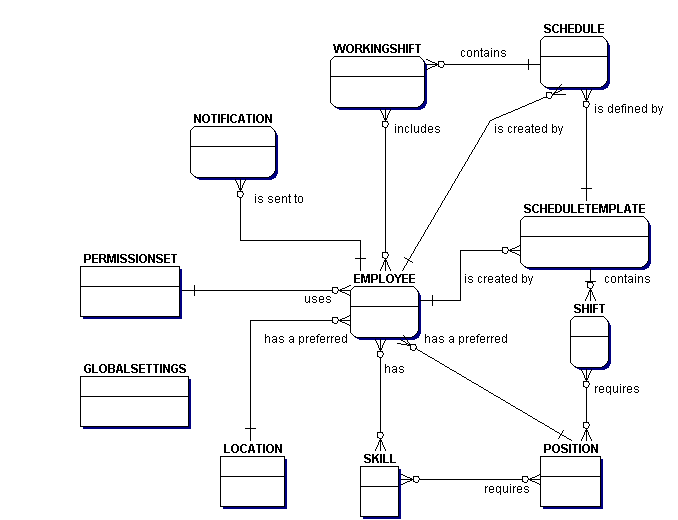 SCHEDULE
WORKINGSHIFT
contains
is defined by
NOTIFICATION
includes
is created by
is sent to
SCHEDULETEMPLATE
PERMISSIONSET
EMPLOYEE
is created by
contains
uses
SHIFT
has a preferred
has a preferred
GLOBALSETTINGS
has
requires
LOCATION
SKILL
POSITION
requires